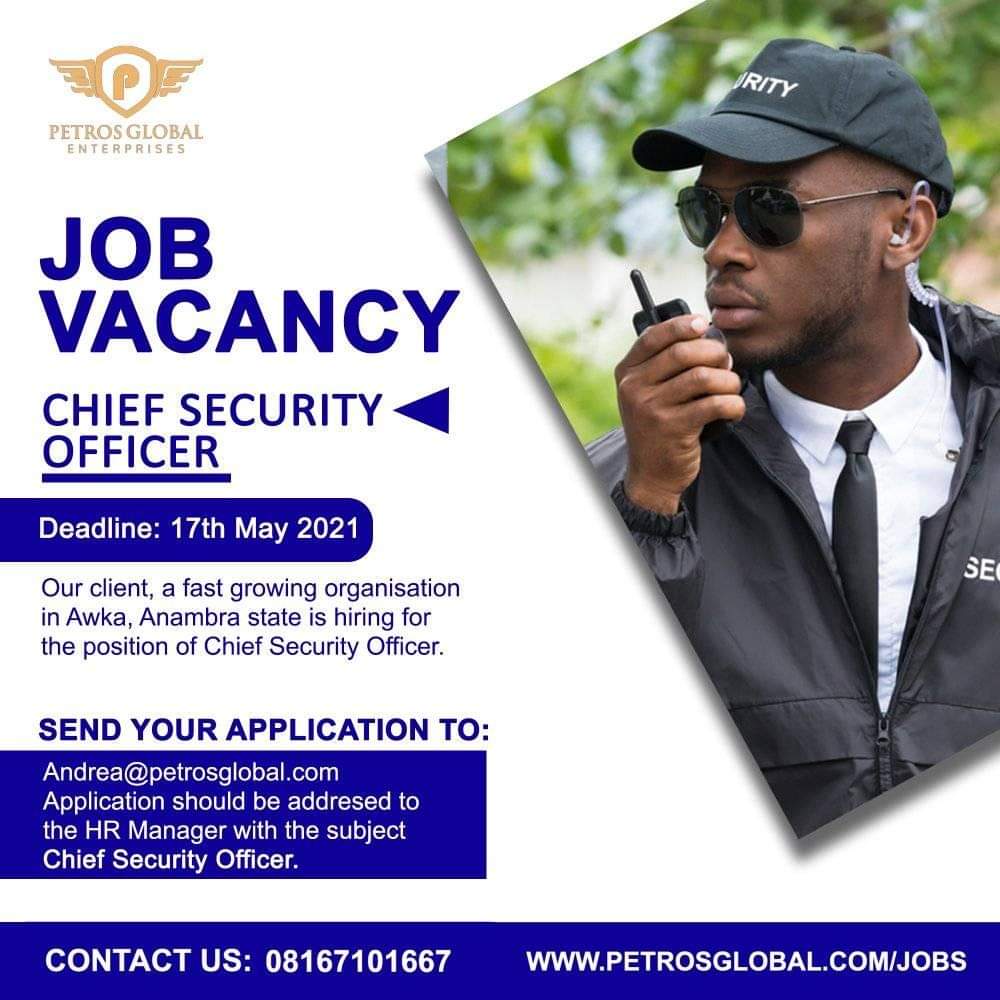 P
PETROS GLOBAL
ENTERPRISES
JOB
VACANCY
CHIEF SECURITY
OFFICER
Deadline: 17th May 2021
Our client, a fast growing organisation
in Awka, Anambra state is hiring for
the position of Chief Security Officer.
SEND YOUR APPLICATION TO:
Andrea@petrosglobal.com
Application should be addresed to
the HR Manager with the subject
Chief Security Officer.
CONTACT US: 08167101667
WWW.PETROSGLOBAL.COM/JOBS
URITY
SEC